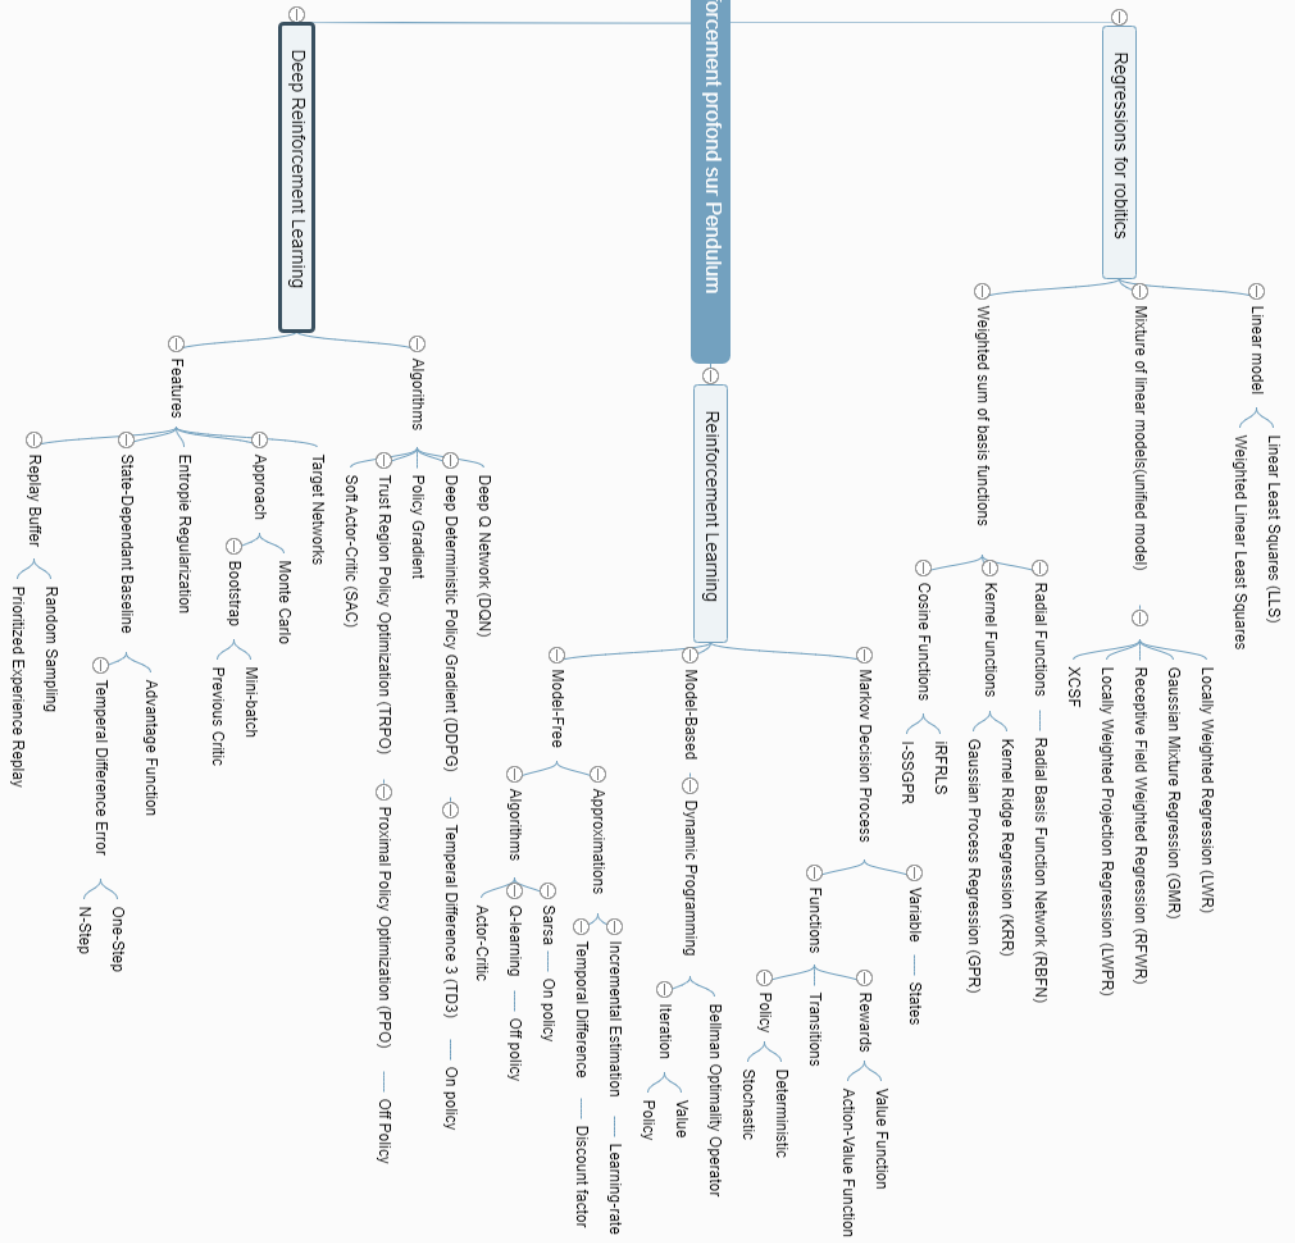 forcement profond sur Pendulum
Regressions for robitics
Linear model
Linear Least Squares (LLS)
Weighted Linear Least Squares
Mixture of linear models(unified model)
Locally Weighted Regression (LWR)
Gaussian Mixture Regression (GMR)
Receptive Field Weighted Regression (RFWR)
Locally Weighted Projection Regression (LWPR)
XCSF
Weighted sum of basis functions
Radial Functions
Radial Basis Function Network (RBFN)
Kernel Functions
Kernel Ridge Regression (KRR)
Gaussian Process Regression (GPR)
Cosine Functions
iRFRLS
I-SSGPR
Reinforcement Learning
Markov Decision Process
Variable
States
Functions
Rewards
Value Function
Action-Value Function
Transitions
Policy
Deterministic
Stochastic
Model-Based
Dynamic Programming
Bellman Optimality Operator
Iteration
Value
Policy
Model-Free
Approximations
Incremental Estimation
Learning-rate
Temporal Difference
Discount factor
Algorithms
Sarsa
On policy
Q-learning
Off policy
Actor-Critic
Deep Reinforcement Learning
Algorithms
Deep Q Network (DQN)
Deep Deterministic Policy Gradient (DDPG)
Temperal Difference 3 (TD3)
On policy
Policy Gradient
Trust Region Policy Optimization (TRPO)
Proximal Policy Optimization (PPO)
Off Policy
Soft Actor-Critic (SAC)
Features
Target Networks
Approach
Monte Carlo
Bootstrap
Mini-batch
Previous Critic
Entropie Regularization
State-Dependant Baseline
Advantage Function
Temperal Difference Error
One-Step
N-Step
Replay Buffer
Random Sampling
Prioritized Experience Replay